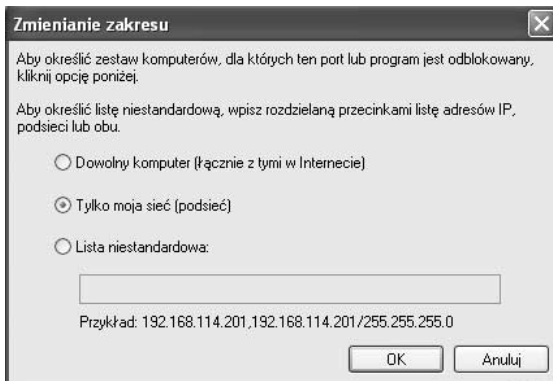 Zmienianie zakresu
Aby określić zestaw komputerów, dla których ten port lub program jest odblokowany,
kliknij opcję poniżej.
Aby określić listę niestandardową, wpisz rozdzielaną przecinkami listę adresów IP,
podsieci lub obu.
Dowolny komputer (łącznie z tymi w Internecie)
Tylko moja sieć (podsieć)
Lista niestandardowa:
Przykład: 192.168.114.201,192.168.114.201/255.255.255.0
OK
Anuluj